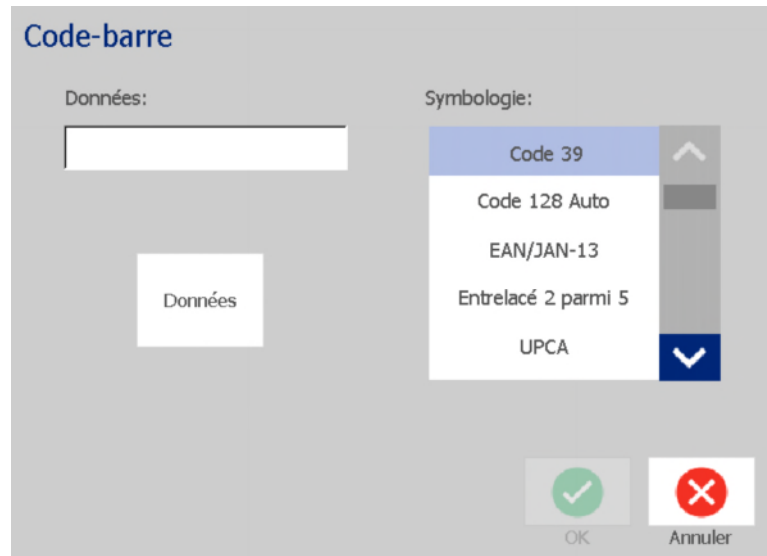 Code-barre
Données:
Symbologie:
Code 39
Code 128 Auto
EAN/JAN-13
Entrelacé 2 parmi 5
UPCA
Données
OK
Annuler